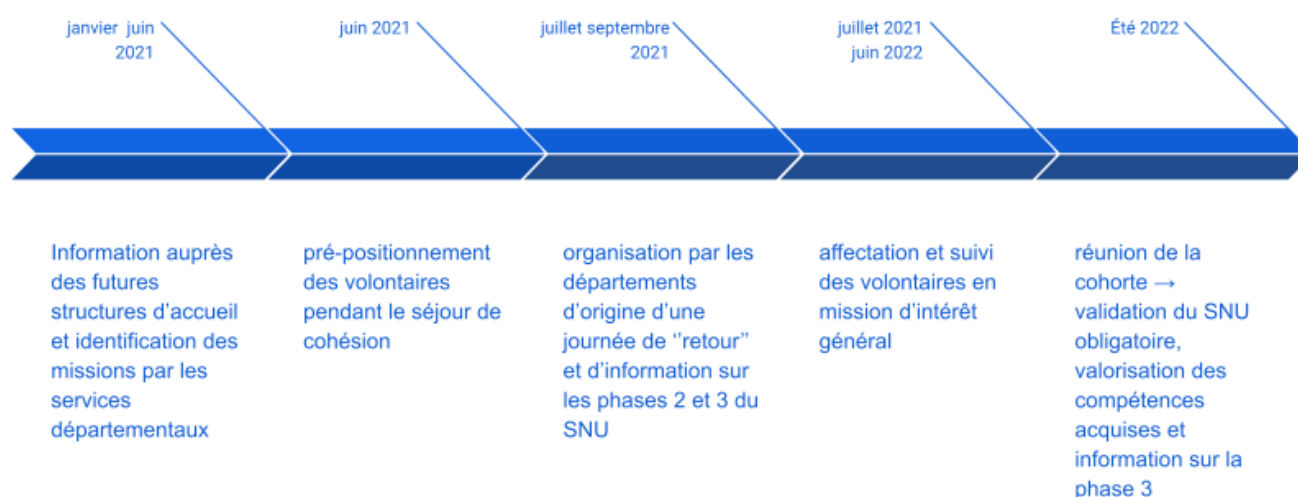 janvier juin
2021
juin 2021
juillet septembre
2021
juillet 2021
juin 2022
Été 2022
Information auprès
des futures
structures d'accueil
et identification des
missions par les
services
départementaux
pré-positionnement
des volontaires
pendant le séjour de
cohésion
organisation par les
départements
d'origine d'une
journée de ‘'retour’'
et d'information sur
les phases 2 et 3 du
SNU
affectation et suivi
des volontaires en
mission d'intérêt
général
réunion de la
cohorte →
validation du SNU
obligatoire,
valorisation des
compétences
acquises et
information sur la
phase 3